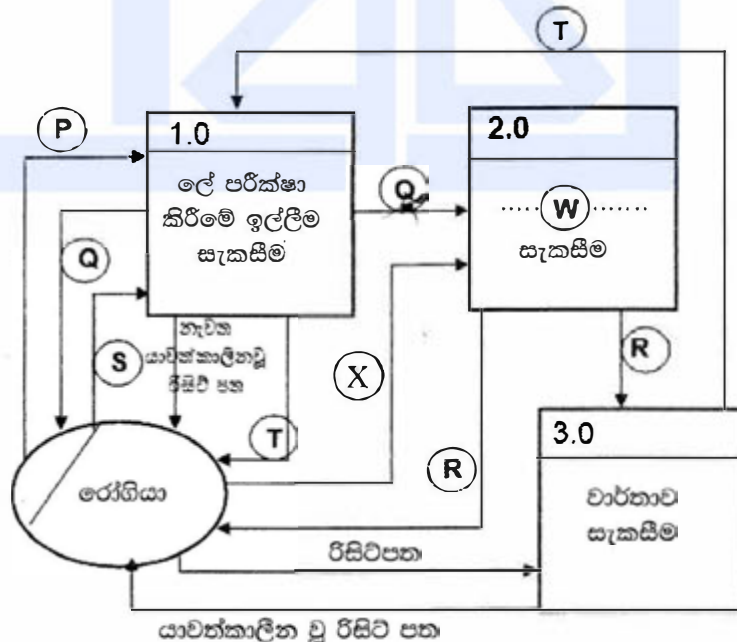 T
P
1.0
ලේ පරීක්ෂා
කිරීමේ ඉල්ලීම
සැකසීම
Q
2.0
W
සැකසීම
Q
S
නැවත
යාවත්කාලීනවූ
රිසිට් පත
X
R
T
R
3.0
වාර්තාව
සැකසීම
රෝගියා
රිසිට්පත
යාවත්කාලීන වූ රිසිට් පත